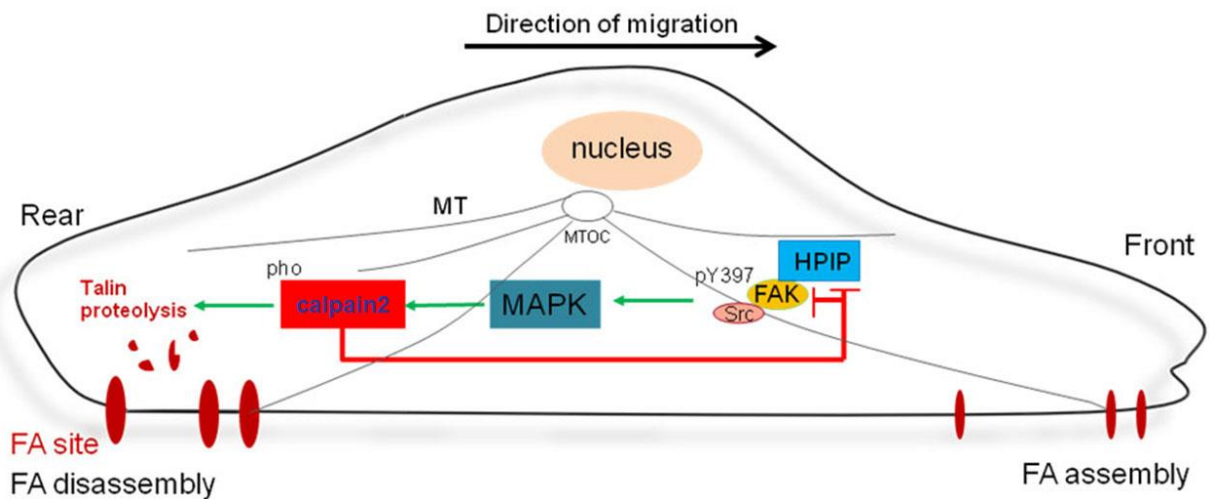 Direction of migration
nucleus
Rear
MT
MTOC
Front
HPIP
pho
pY397
FAK
Talin
proteolysis
calpain2
MAPK
Src
FA site
FA disassembly
FA assembly